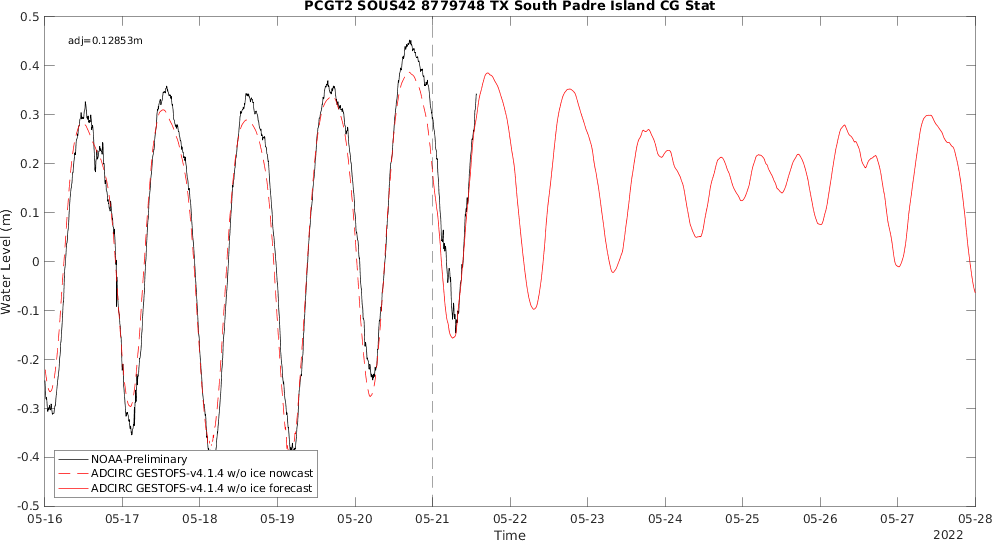 PCGT2 SOUS42 8779748 TX South Padre Island CG Stat
adj=0.12853m
0.5
0.4
0.3
0.2
0.1
0
-0.1
-0.2
-0.3
-0.4
-0.5
Water Level (m)
NOAA-Preliminary
ADCIRC GESTOFS-v4.1.4 w/o ice nowcast
ADCIRC GESTOFS-v4.1.4 w/o ice forecast
05-16 05-17 05-18 05-19 05-20 05-21 05-22 05-23 05-24 05-25 05-26 05-27 05-28
Time
2022